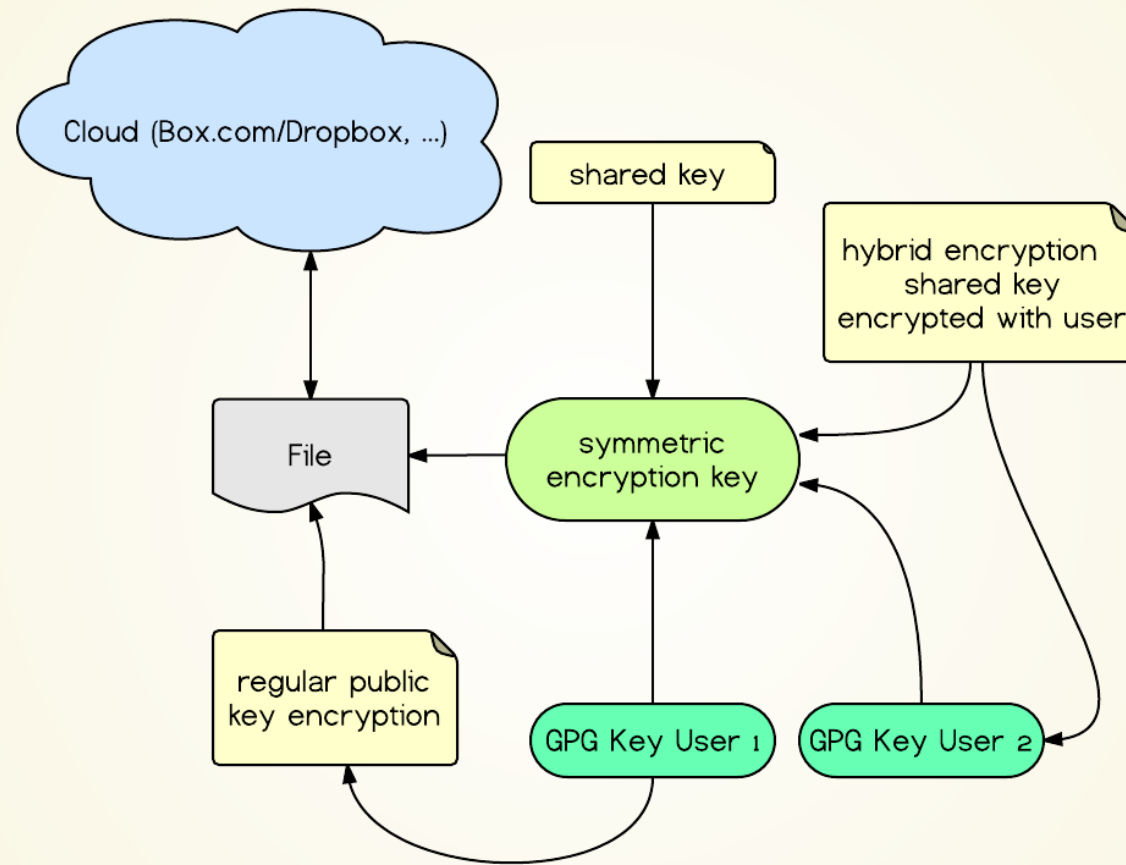 Cloud (Box.com/Dropbox, ...)
shared key
hybrid encryption
shared key
encrypted with user
File
symmetric
encryption key
regular public
key encryption
GPG Key User 1
GPG Key User 2